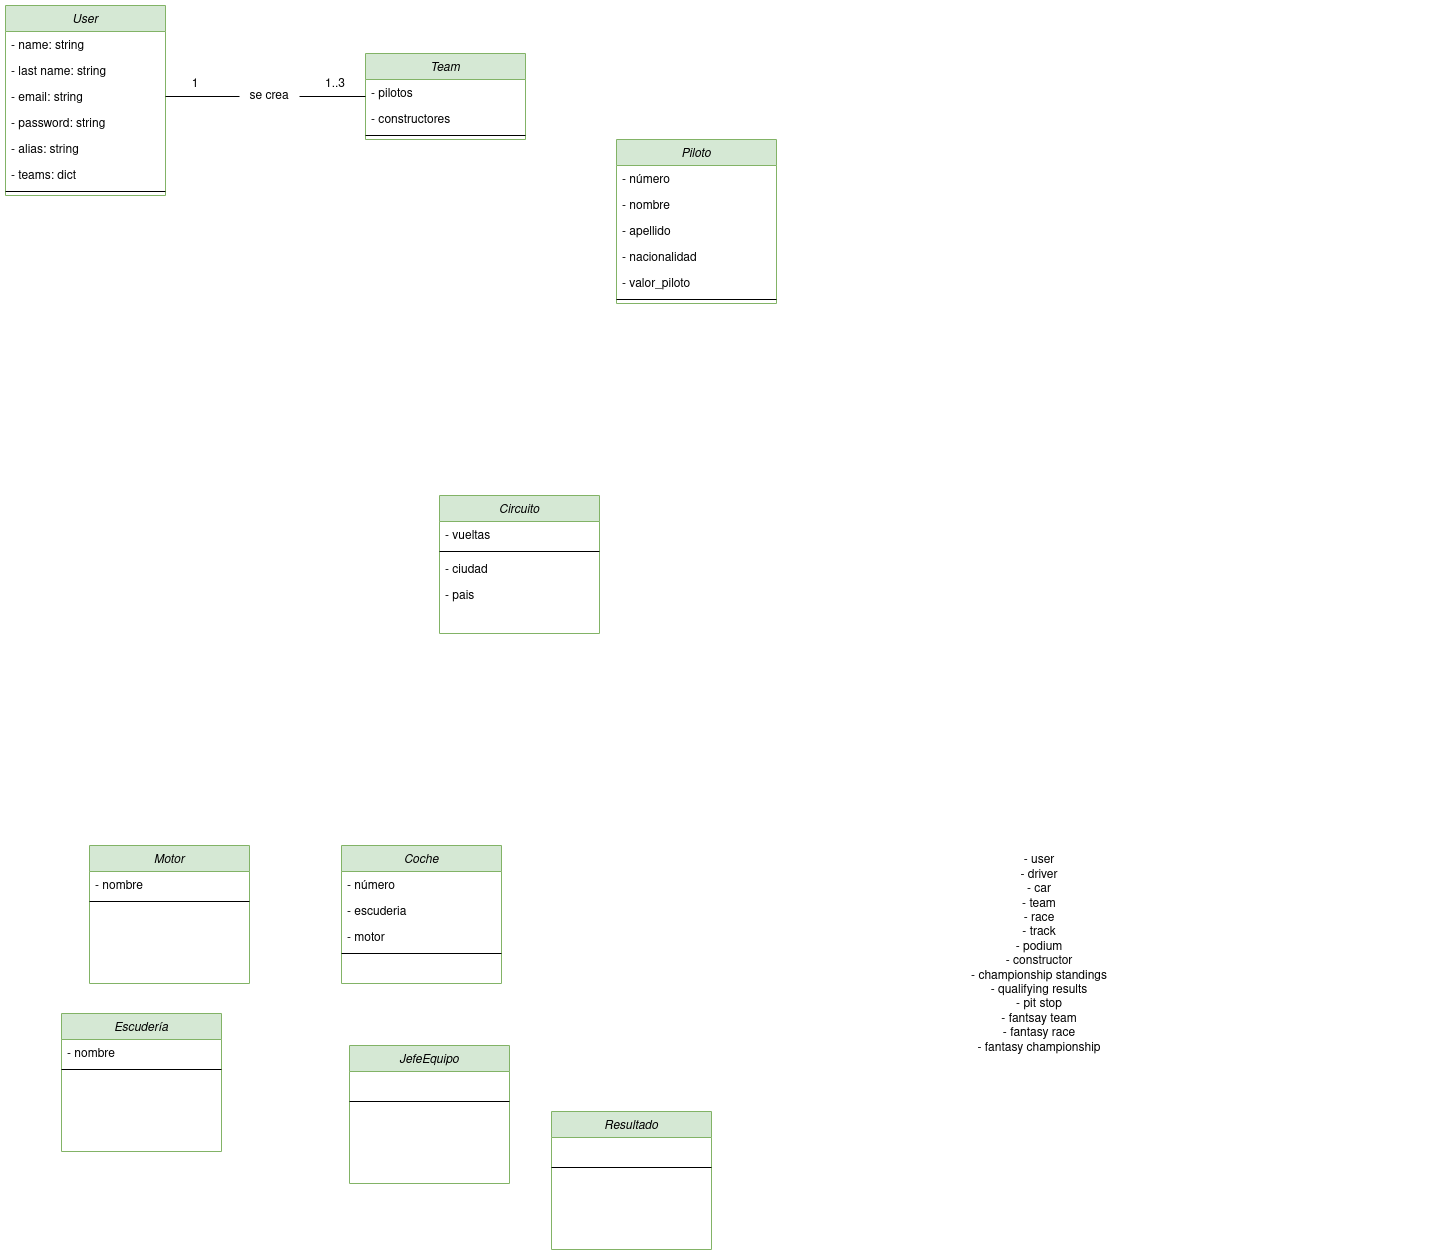 User
- name: string
- last name: string
- email: string
- password: string
- alias: string
- teams: dict
1
se crea
1..3
Team
- pilotos
- constructores
Piloto
- número
- nombre
- apellido
- nacionalidad
- valor_piloto
Circuito
- vueltas
- ciudad
- pais
Motor
- nombre
Coche
- número
- escuderia
- motor
Escudería
- nombre
JefeEquipo
Resultado
- user
- driver
- car
- team
- race
- track
- podium
- constructor
- championship standings
- qualifying results
- pit stop
- fantsay team
- fantasy race
- fantasy championship